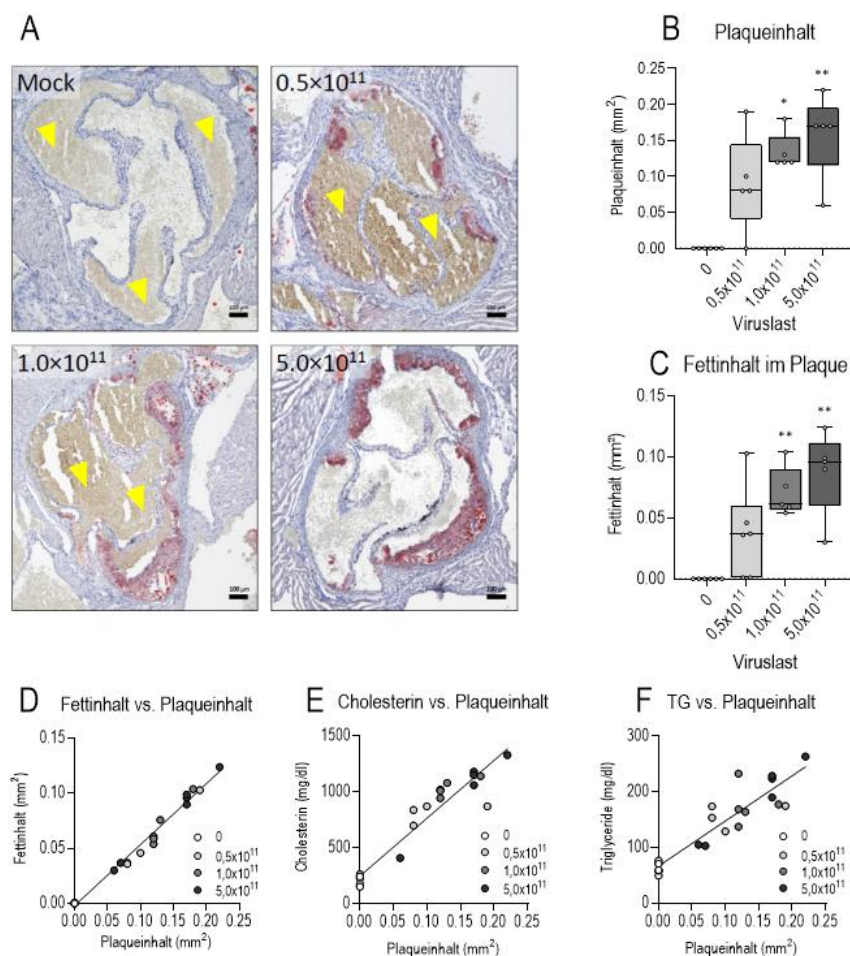 A
Mock
0.5×10¹¹
1.0×10¹¹
5.0×10¹¹
100 µm
100 µm
B
Plaqueinhalt
Plaqueinhalt (mm²)
0.25
0.20
0.15
0.10
0.05
0.00
*
**
0
0,5x10¹¹
1,0x10¹¹
5,0x10¹¹
Viruslast
C
Fettinhalt im Plaque
Fettinhalt (mm²)
0.15
0.10
0.05
0.00
**
**
0
0,5x10¹¹
1,0x10¹¹
5,0x10¹¹
Viruslast
D
Fettinhalt vs. Plaqueinhalt
Fettinhalt (mm²)
0.15
0.10
0.05
0.00
0
0,5x10¹¹
1,0x10¹¹
5,0x10¹¹
0.00 0.05 0.10 0.15 0.20 0.25
Plaqueinhalt (mm²)
E
Cholesterin vs. Plaqueinhalt
Cholesterin (mg/dl)
1500
1000
500
0
0
0,5x10¹¹
1,0x10¹¹
5,0x10¹¹
0.00 0.05 0.10 0.15 0.20 0.25
Plaqueinhalt (mm²)
F
TG vs. Plaqueinhalt
Triglyceride (mg/dl)
300
200
100
0
0
0,5x10¹¹
1,0x10¹¹
5,0x10¹¹
0.00 0.05 0.10 0.15 0.20 0.25
Plaqueinhalt (mm²)